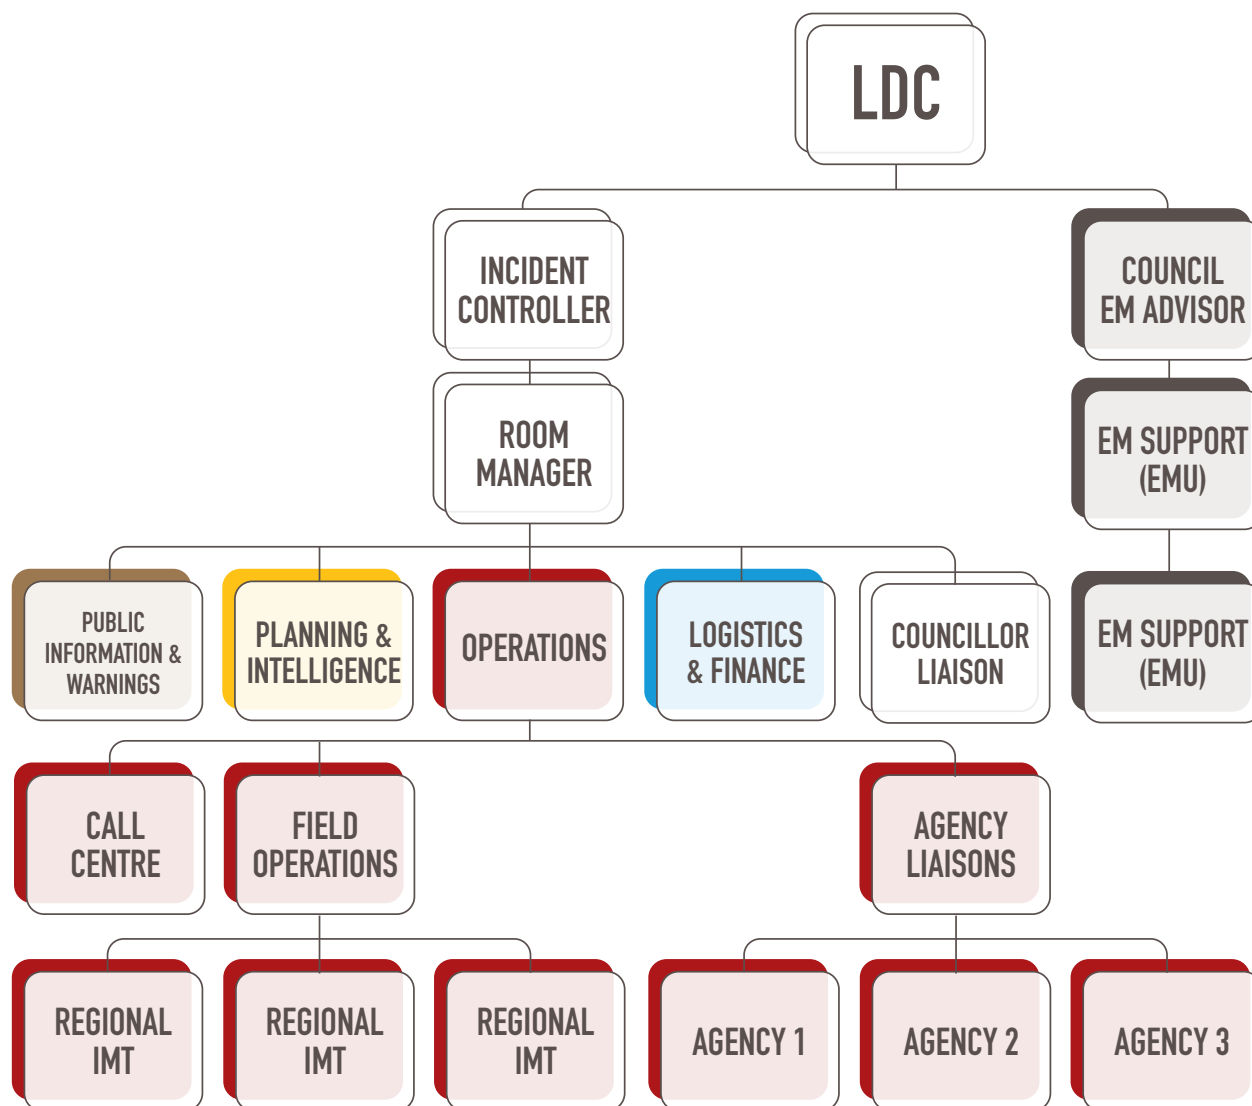 LDC
INCIDENT
CONTROLLER
COUNCIL
EM ADVISOR
ROOM
MANAGER
EM SUPPORT
(EMU)
PUBLIC
INFORMATION &
WARNINGS
PLANNING &
INTELLIGENCE
OPERATIONS
LOGISTICS
& FINANCE
COUNCILLOR
LIAISON
EM SUPPORT
(EMU)
CALL
CENTRE
FIELD
OPERATIONS
AGENCY
LIAISONS
REGIONAL
IMT
REGIONAL
IMT
REGIONAL
IMT
AGENCY 1
AGENCY 2
AGENCY 3